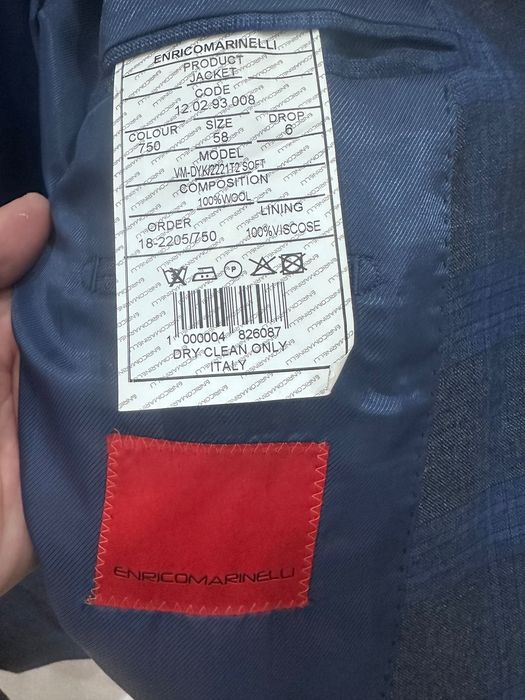 ENRICOMARINELLI
PRODUCT
JACKET
CODE
12.02 93 008
COLOUR SIZE DROP
750 58 6
MODEL
VM-DYK/2221T2 SOFT
COMPOSITION
100%WOOL
ORDER LINING
18-2205/750 100%VISCOSE
P
1 000004 826087
DRY CLEAN ONLY
ITALY
ENRICOMARINELLI